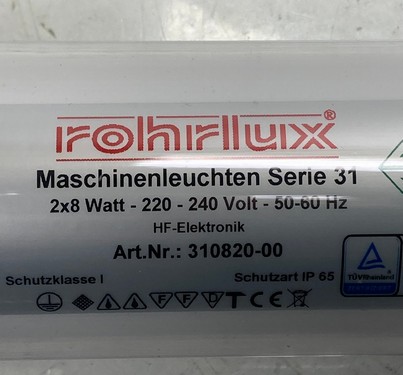 rohrlux®
Maschinenleuchten Serie 31
2x8 Watt - 220 - 240 Volt - 50-60 Hz
HF-Elektronik
Art.Nr.: 310820-00
Schutzklasse I Schutzart IP 65
F F D T CE
TÜVRheinland